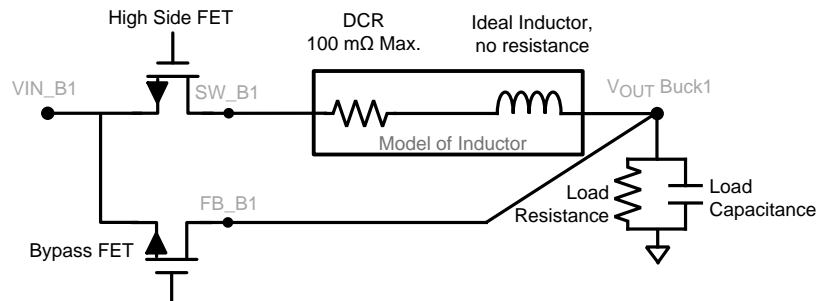 High Side FET
DCR
100 mΩ Max.
Ideal Inductor,
no resistance
VIN_B1
SW_B1
VOUT Buck1
Model of Inductor
FB_B1
Load
Resistance
Load
Capacitance
Bypass FET